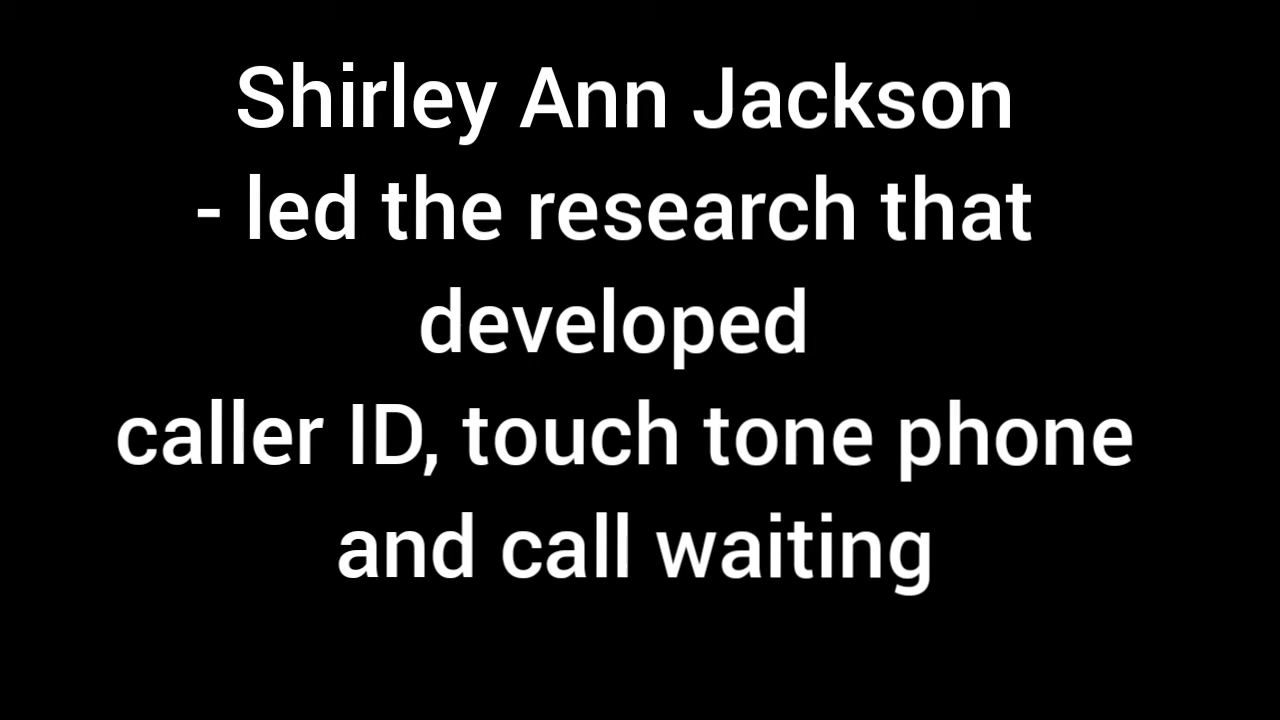 Shirley Ann Jackson
- led the research that
developed
caller ID, touch tone phone
and call waiting